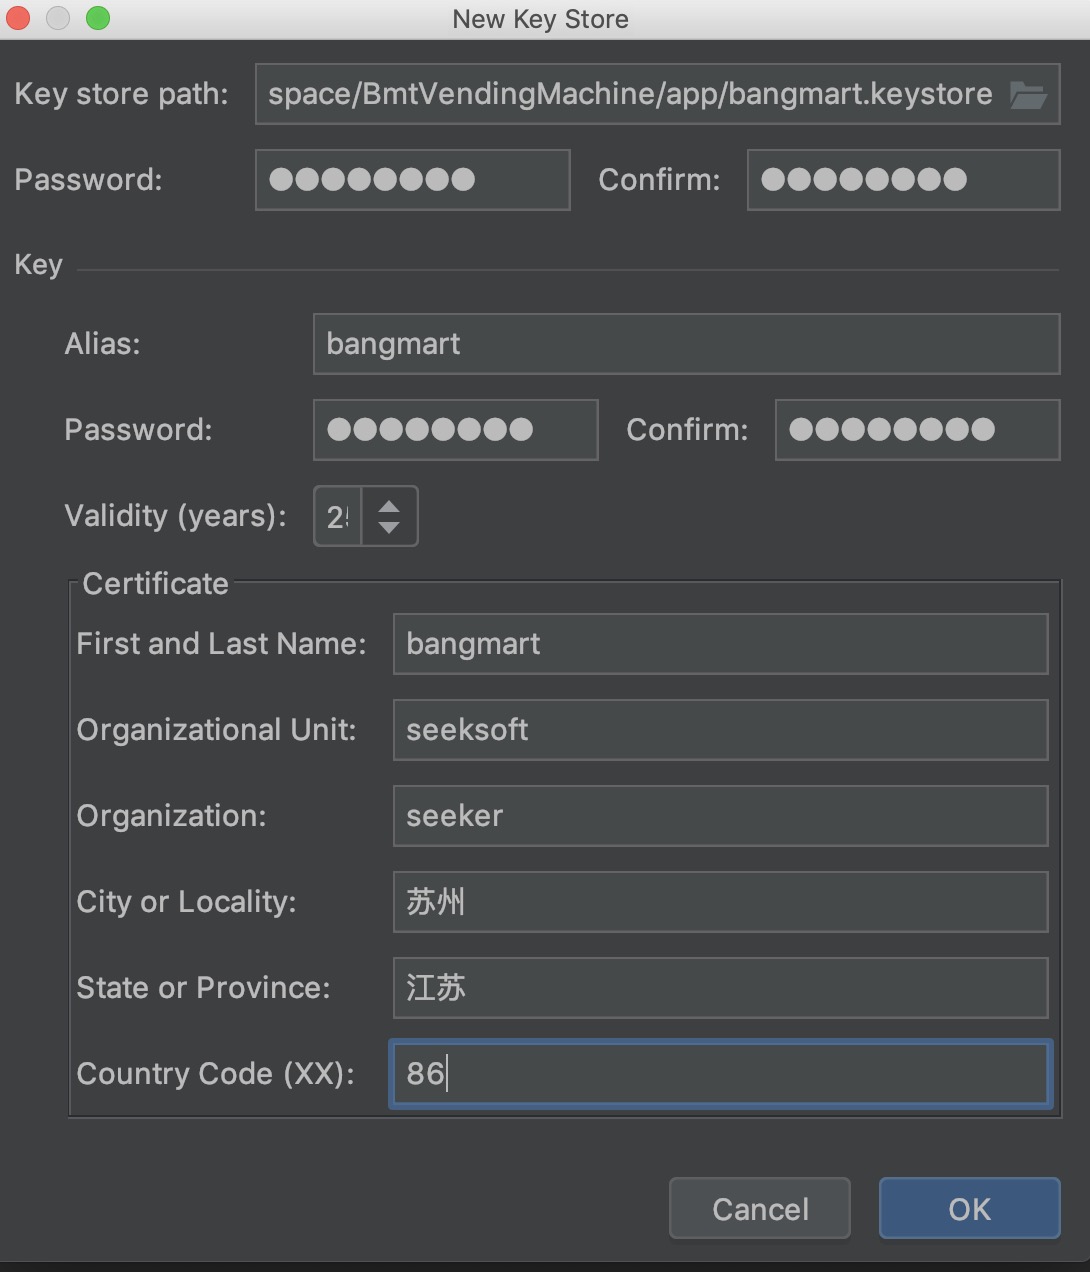 New Key Store
Key store path: space/BmtVendingMachine/app/bangmart.keystore
Password: ●●●●●●●● Confirm: ●●●●●●●●
Key
Alias: bangmart
Password: ●●●●●●●● Confirm: ●●●●●●●●
Validity (years):
Certificate
First and Last Name: bangmart
Organizational Unit: seeksoft
Organization: seeker
City or Locality: 苏州
State or Province: 江苏
Country Code (XX): 86
Cancel OK